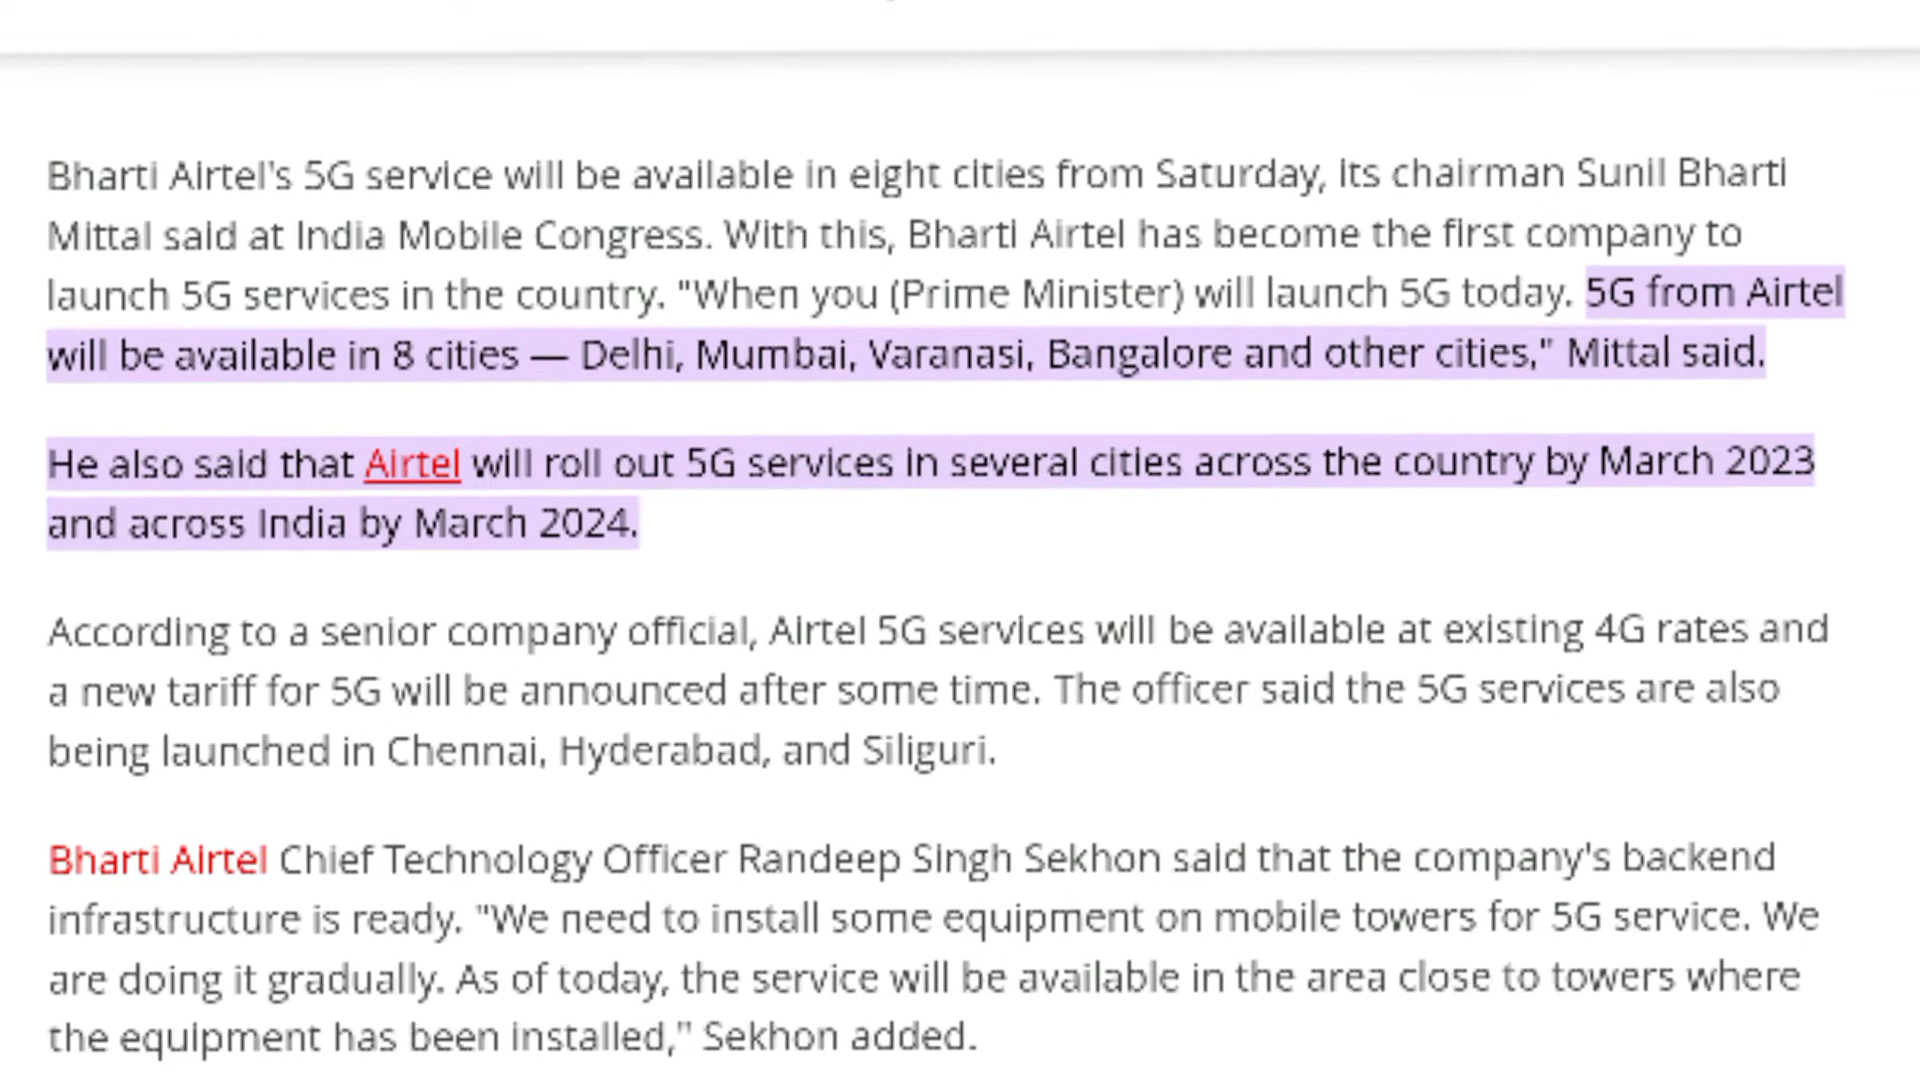 Bharti Airtel's 5G service will be available in eight cities from Saturday, its chairman Sunil Bharti
Mittal said at India Mobile Congress. With this, Bharti Airtel has become the first company to
launch 5G services in the country. "When you (Prime Minister) will launch 5G today. 5G from Airtel
will be available in 8 cities — Delhi, Mumbai, Varanasi, Bangalore and other cities," Mittal said.
He also said that Airtel will roll out 5G services in several cities across the country by March 2023
and across India by March 2024.
According to a senior company official, Airtel 5G services will be available at existing 4G rates and
a new tariff for 5G will be announced after some time. The officer said the 5G services are also
being launched in Chennai, Hyderabad, and Siliguri.
Bharti Airtel Chief Technology Officer Randeep Singh Sekhon said that the company's backend
infrastructure is ready. "We need to install some equipment on mobile towers for 5G service. We
are doing it gradually. As of today, the service will be available in the area close to towers where
the equipment has been installed," Sekhon added.